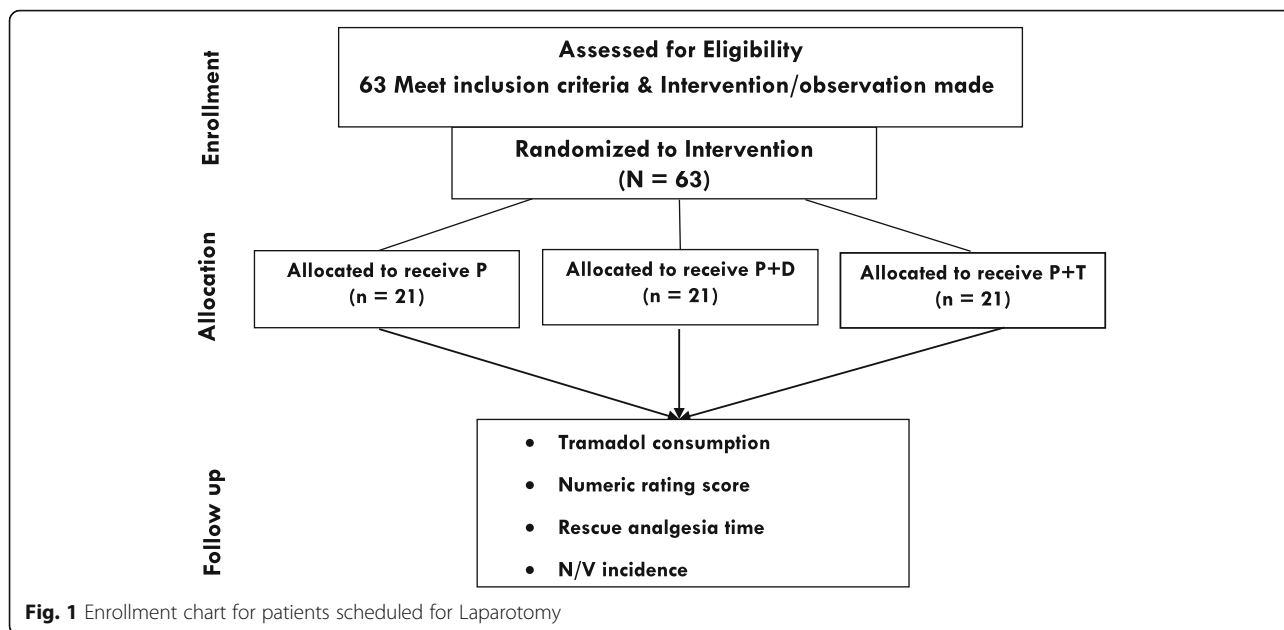 Enrollment
Assessed for Eligibility
63 Meet inclusion criteria & Intervention/observation made
Randomized to Intervention
(N = 63)
Allocation
Allocated to receive P
(n = 21)
Allocated to receive P+D
(n = 21)
Allocated to receive P+T
(n = 21)
Follow up
• Tramadol consumption
• Numeric rating score
• Rescue analgesia time
• N/V incidence
Fig. 1 Enrollment chart for patients scheduled for Laparotomy